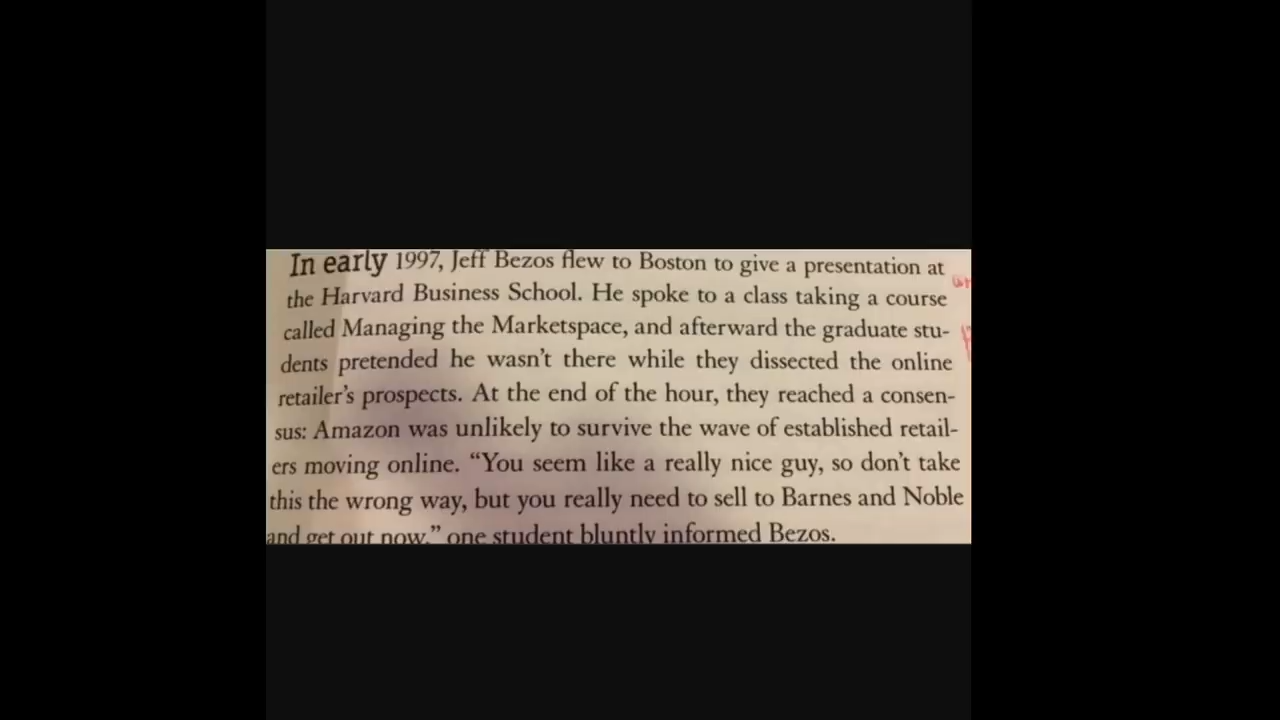 In early 1997, Jeff Bezos flew to Boston to give a presentation at
the Harvard Business School. He spoke to a class taking a course
called Managing the Marketspace, and afterward the graduate stu-
dents pretended he wasn't there while they dissected the online
retailer's prospects. At the end of the hour, they reached a consen-
sus: Amazon was unlikely to survive the wave of established retail-
ers moving online. “You seem like a really nice guy, so don't take
this the wrong way, but you really need to sell to Barnes and Noble
and get out now,” one student bluntly informed Bezos.